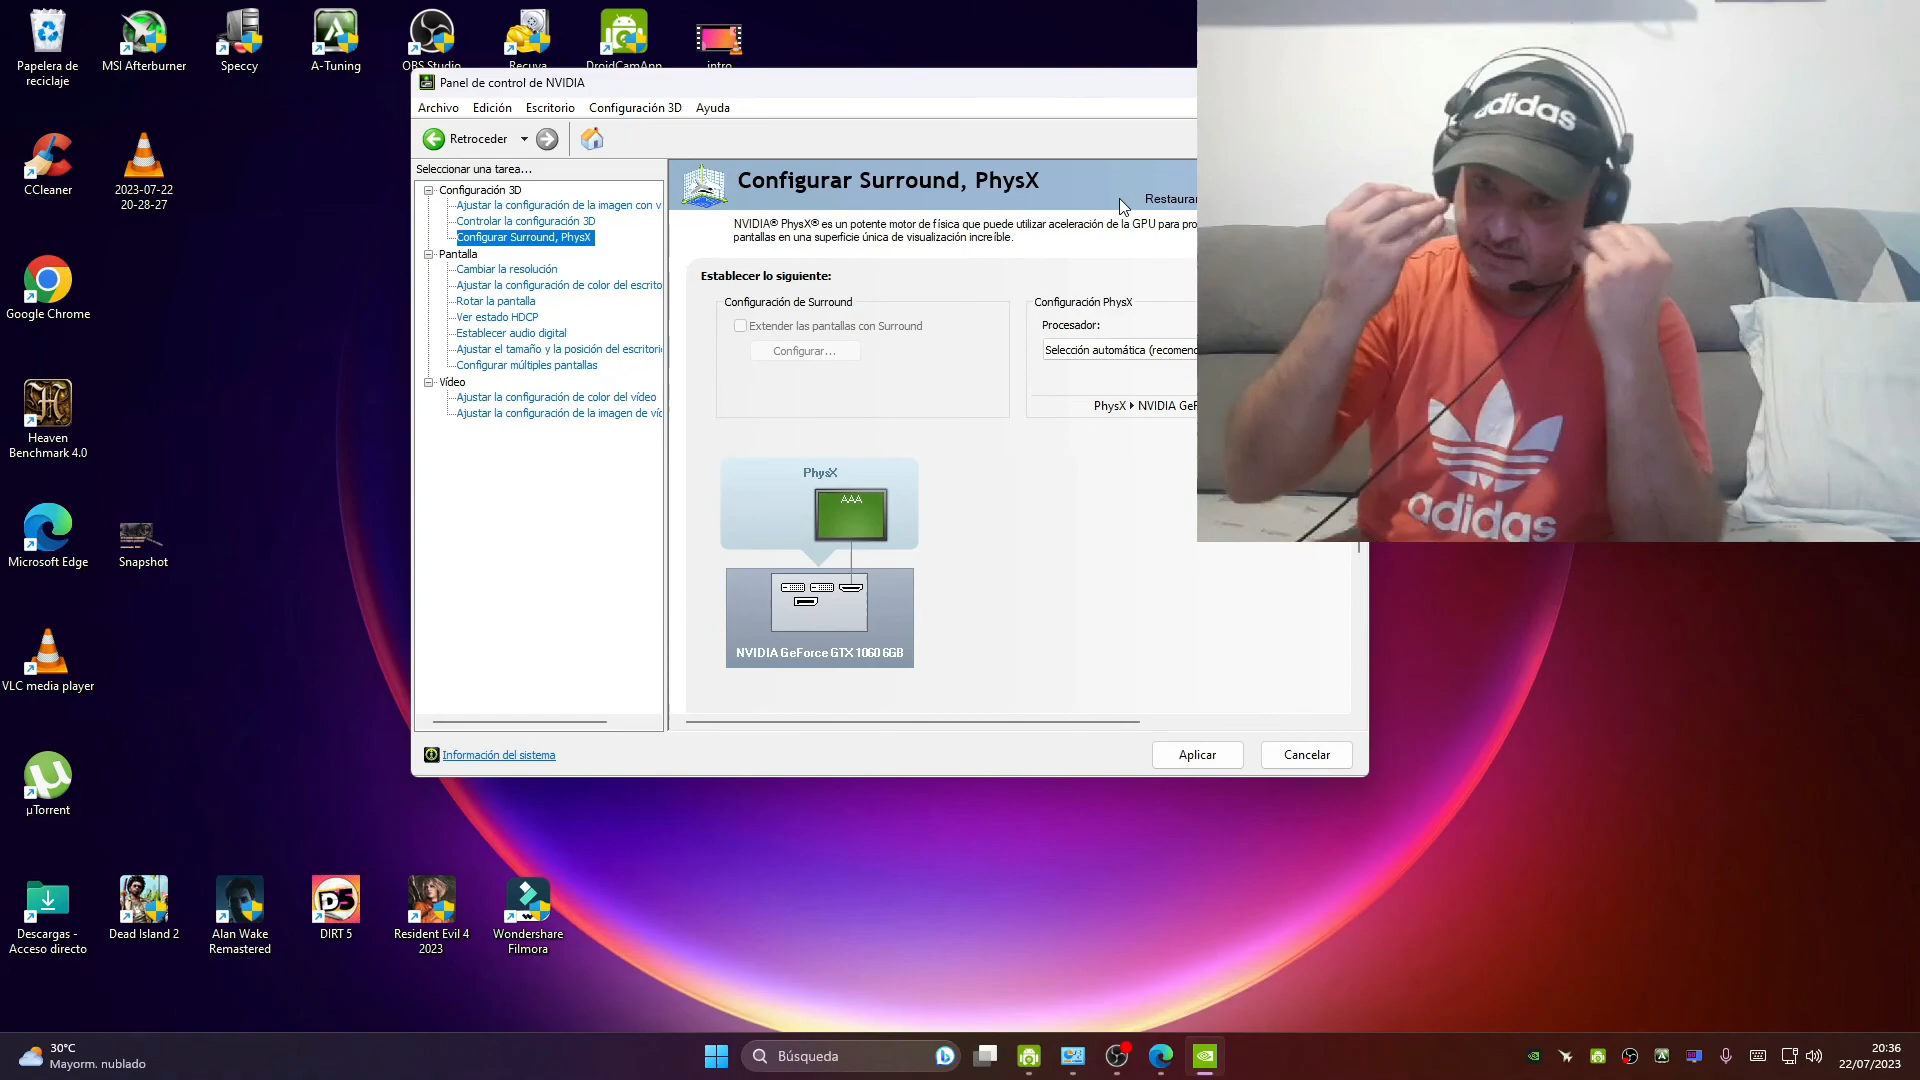 Papelera de
reciclaje
MSI Afterburner
Speccy
A-Tuning
OBS Studio
Recuva
DroidCamApp
intro
CCleaner
2023-07-22
20-28-27
Google Chrome
Heaven
Benchmark 4.0
Microsoft Edge
Snapshot
VLC media player
µTorrent
Descargas -
Acceso directo
Dead Island 2
Alan Wake
Remastered
DIRT 5
Resident Evil 4
2023
Wondershare
Filmora
Panel de control de NVIDIA
Archivo Edición Escritorio Configuración 3D Ayuda
Retroceder
Seleccionar una tarea...
Configuración 3D
Ajustar la configuración de la imagen con v
Controlar la configuración 3D
Configurar Surround, PhysX
Pantalla
Cambiar la resolución
Ajustar la configuración de color del escrito
Rotar la pantalla
Ver estado HDCP
Establecer audio digital
Ajustar el tamaño y la posición del escritori
Configurar múltiples pantallas
Vídeo
Ajustar la configuración de color del vídeo
Ajustar la configuración de la imagen de víd
Información del sistema
Configurar Surround, PhysX
Restaurar
NVIDIA® PhysX® es un potente motor de física que puede utilizar aceleración de la GPU para pro
pantallas en una superficie única de visualización increíble.
Establecer lo siguiente:
Configuración de Surround
Extender las pantallas con Surround
Configurar...
Configuración PhysX
Procesador:
Selección automática (recomend
PhysX NVIDIA GeF
PhysX
AAA
NVIDIA GeForce GTX 1060 6GB
Aplicar
Cancelar
adidas
adidas
D5
30°C
Mayorm. nublado
Búsqueda
20:36
22/07/2023